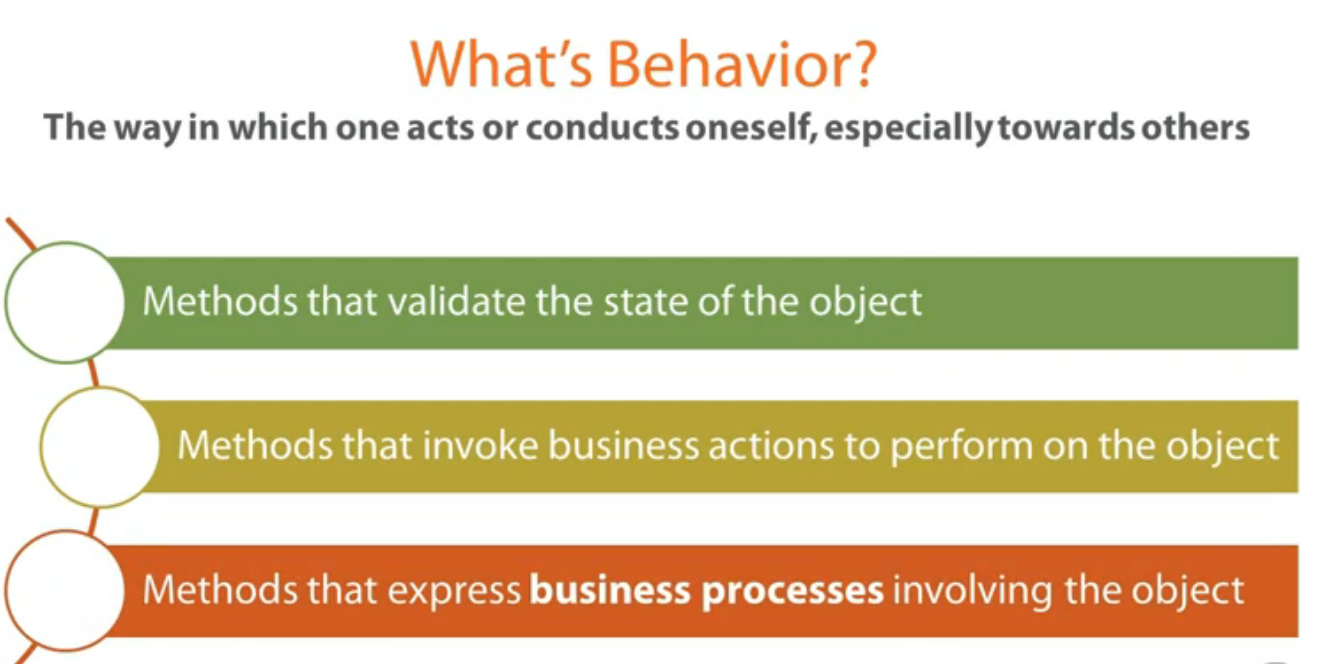 What's Behavior?
The way in which one acts or conducts oneself, especially towards others
Methods that validate the state of the object
Methods that invoke business actions to perform on the object
Methods that express business processes involving the object